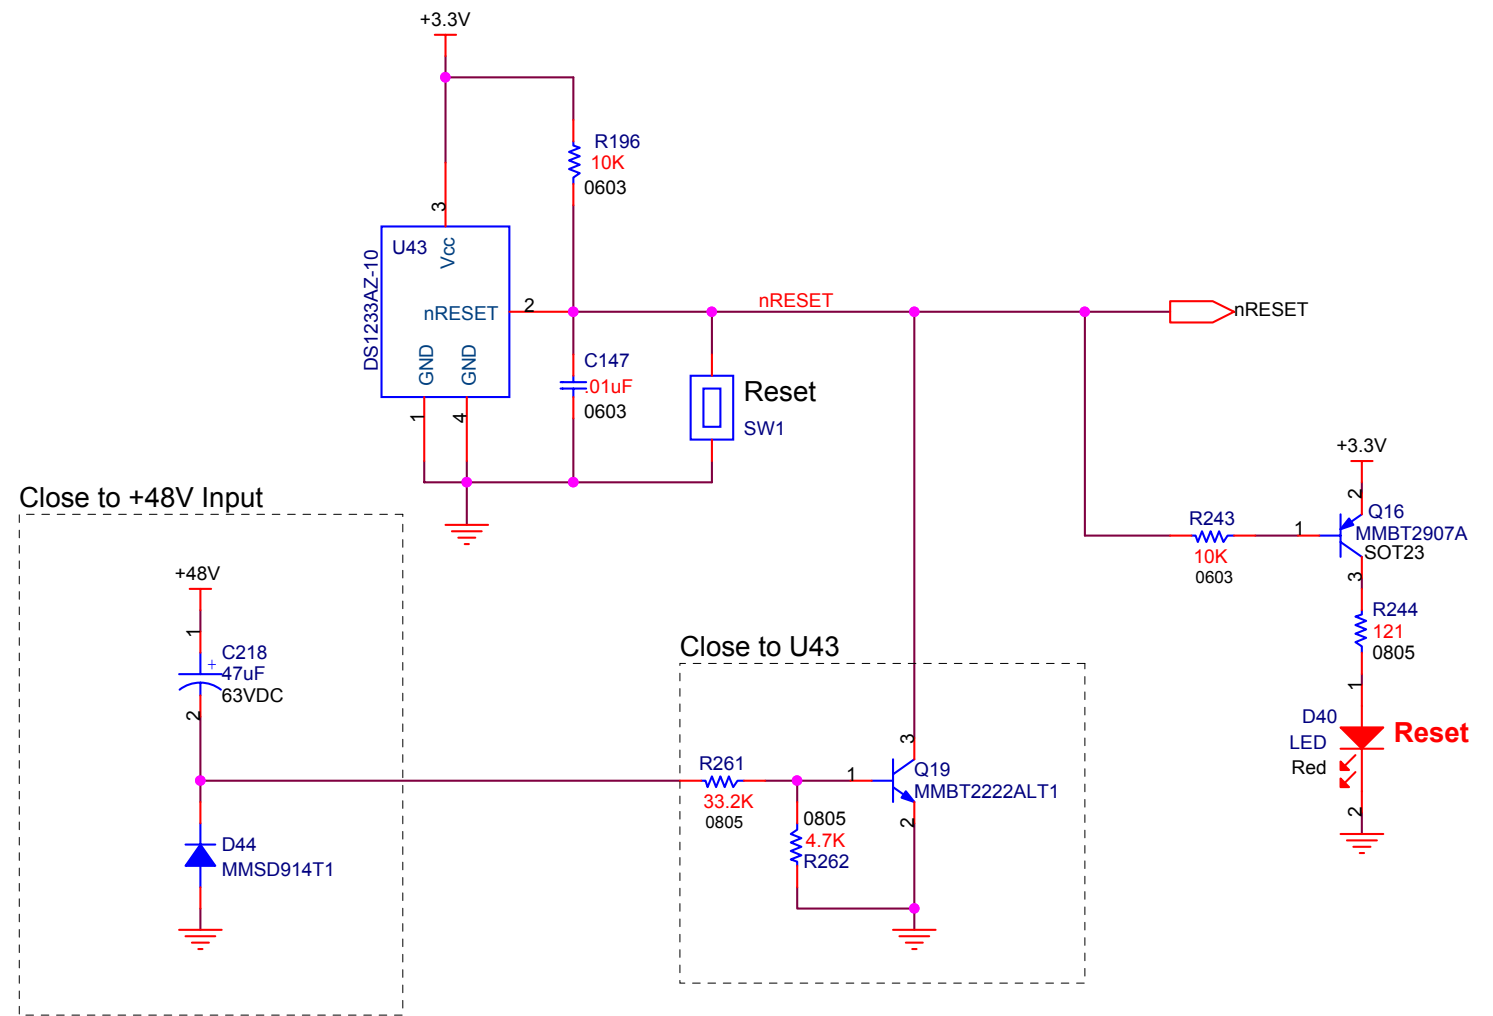 +3.3V
R196
10K
0603
3
U43
Vcc
DS1233AZ-10
nRESET
2
GND
GND
1
4
C147
.01uF
0603
nRESET
nRESET
Reset
SW1
+3.3V
2
Q16
MMBT2907A
SOT23
R243
10K
0603
1
3
R244
121
0805
1
D40
LED
Red
Reset
2
Close to +48V Input
+48V
1
+
C218
47uF
63VDC
2
D44
MMSD914T1
Close to U43
R261
33.2K
0805
0805
4.7K
R262
1
3
Q19
MMBT2222ALT1
2